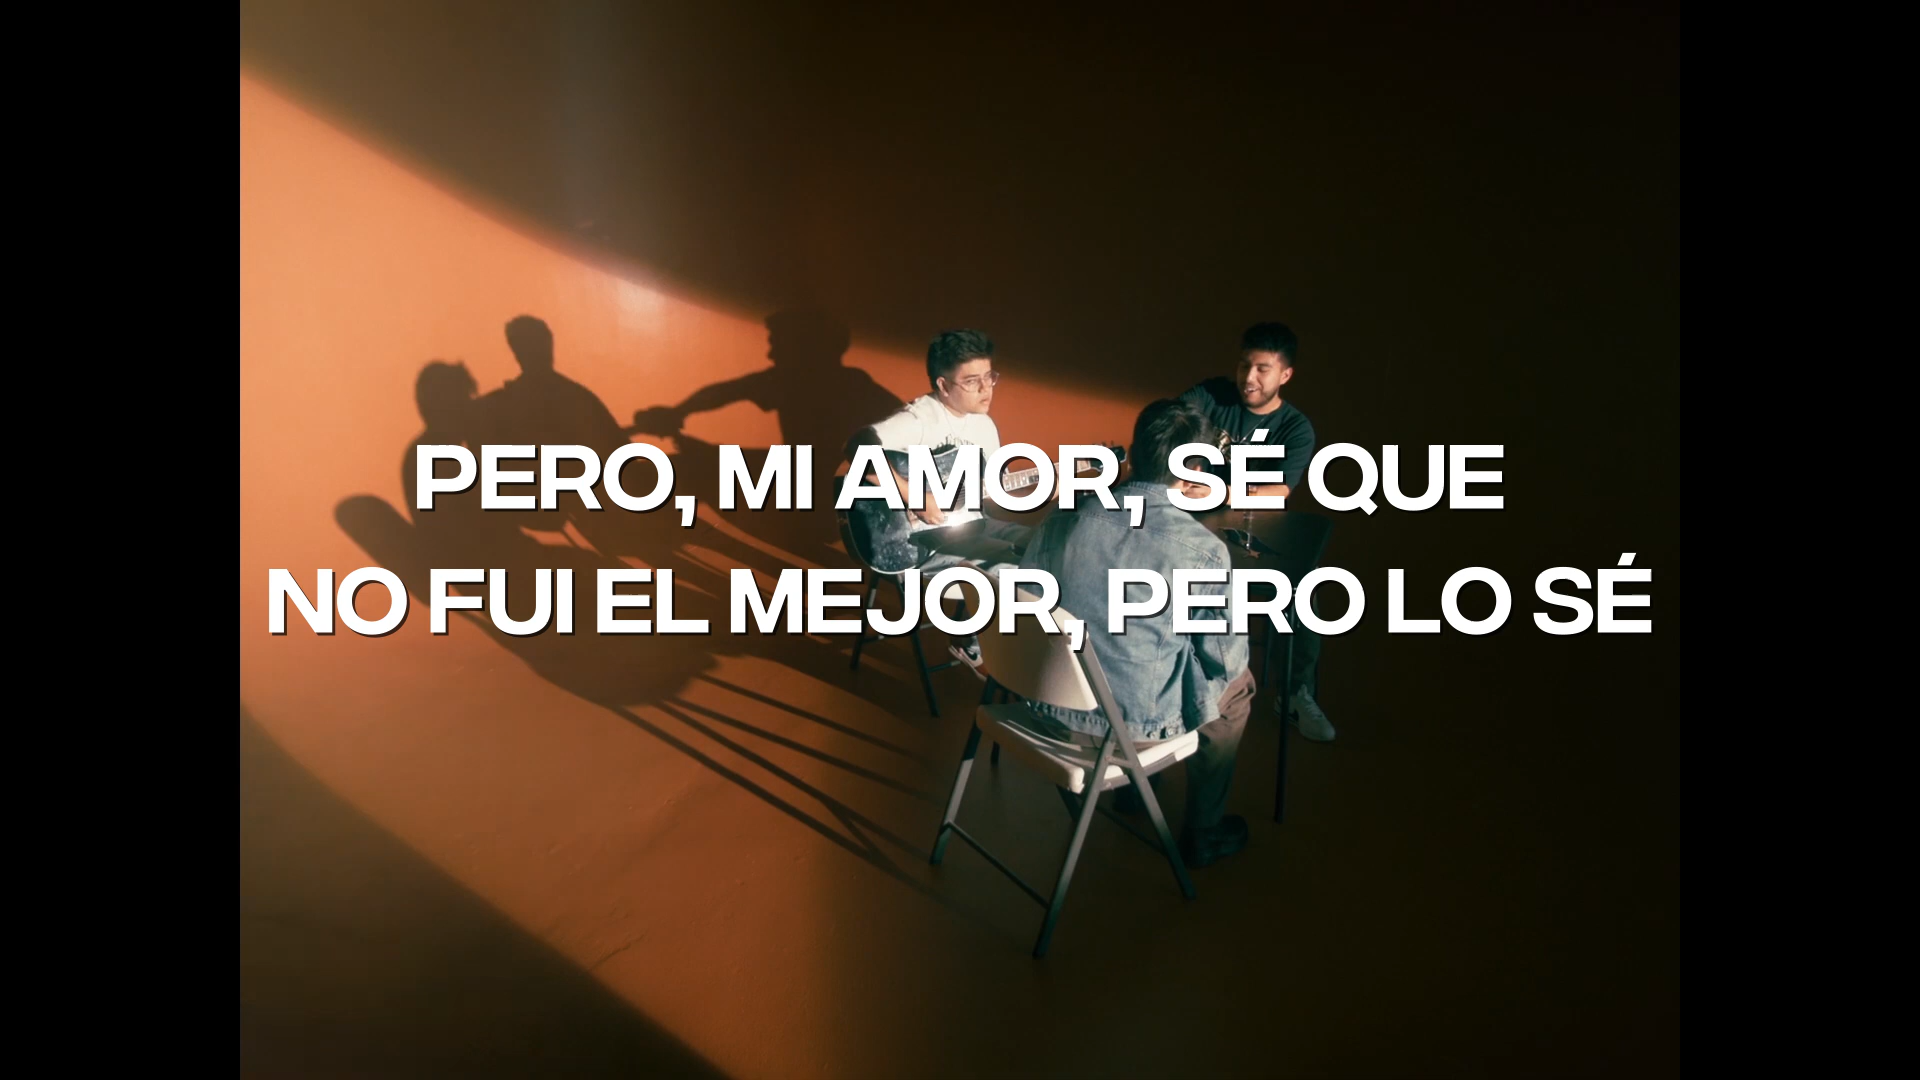 PERO, MI AMOR, SÉ QUE
NO FUI EL MEJOR, PERO LO SÉ